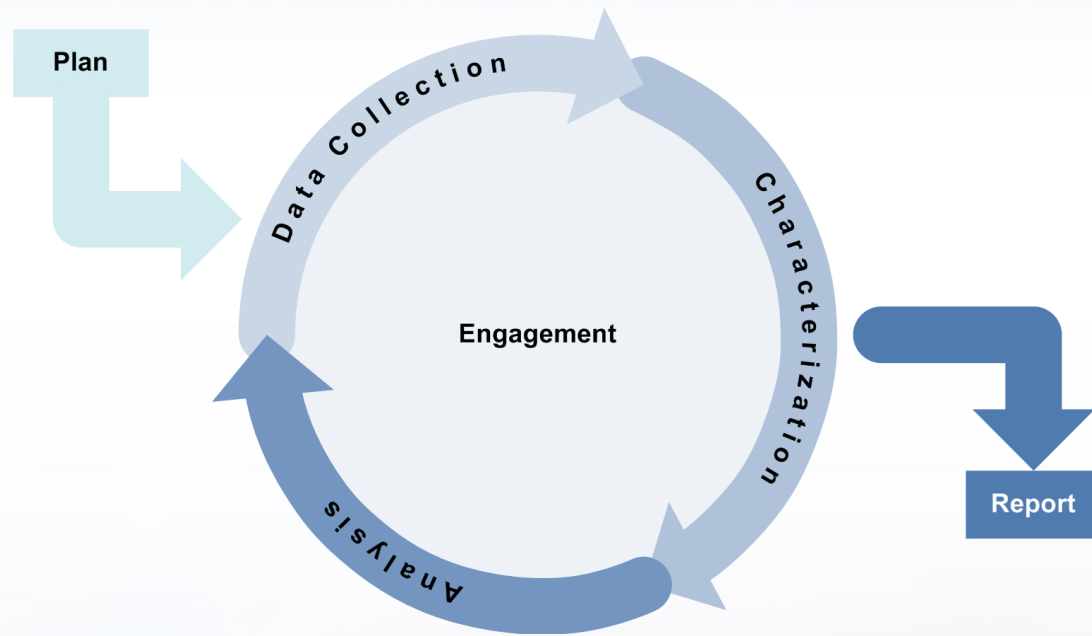 Plan
Data Collection
Characterization
Engagement
Analysis
Report